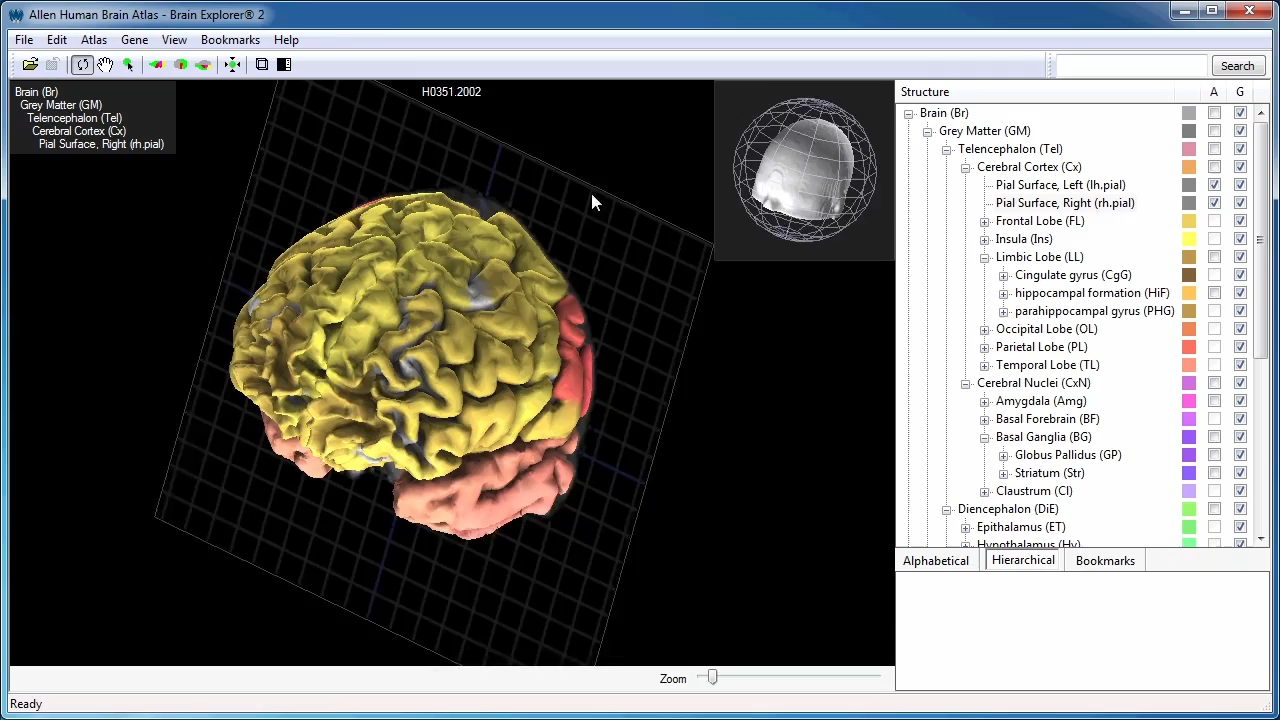 Allen Human Brain Atlas - Brain Explorer® 2
File Edit Atlas Gene View Bookmarks Help
Search
Brain (Br)
Grey Matter (GM)
Telencephalon (Tel)
Cerebral Cortex (Cx)
Pial Surface, Right (rh.pial)
H0351.2002
Structure A G
Brain (Br)
Grey Matter (GM)
Telencephalon (Tel)
Cerebral Cortex (Cx)
Pial Surface, Left (lh.pial)
Pial Surface, Right (rh.pial)
Frontal Lobe (FL)
Insula (Ins)
Limbic Lobe (LL)
Cingulate gyrus (CgG)
hippocampal formation (HiF)
parahippocampal gyrus (PHG)
Occipital Lobe (OL)
Parietal Lobe (PL)
Temporal Lobe (TL)
Cerebral Nuclei (CxN)
Amygdala (Amg)
Basal Forebrain (BF)
Basal Ganglia (BG)
Globus Pallidus (GP)
Striatum (Str)
Claustrum (Cl)
Diencephalon (DiE)
Epithalamus (ET)
Hypothalamus (Hy)
Alphabetical Hierarchical Bookmarks
Zoom
Ready